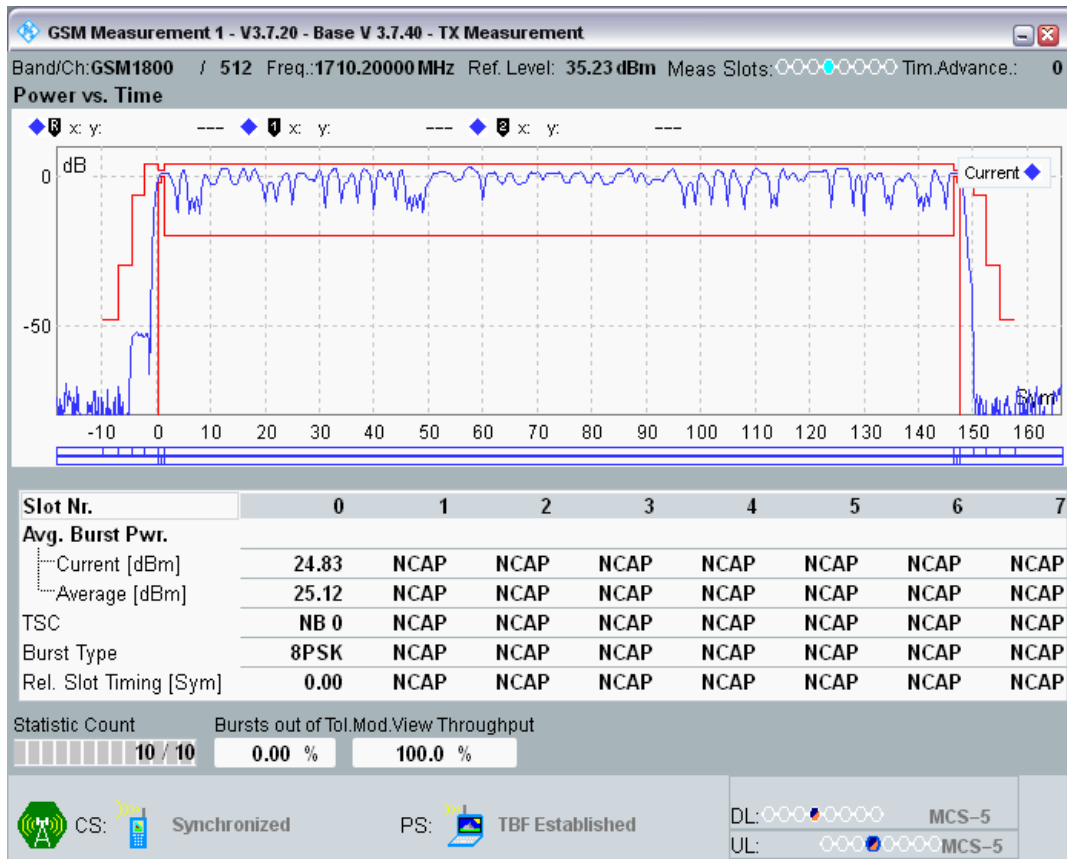 GSM Measurement 1 - V3.7.20 - Base V 3.7.40 - TX Measurement
Band/Ch:GSM1800 / 512 Freq.:1710.20000 MHz Ref. Level: 35.23 dBm Meas Slots: Tim.Advance.: 0
Power vs. Time
R x: y: --- 1 x: y: --- 2 x: y: ---
dB
Current
0
-50
Sym
-10 0 10 20 30 40 50 60 70 80 90 100 110 120 130 140 150 160
Slot Nr. 0 1 2 3 4 5 6 7
Avg. Burst Pwr.
Current [dBm] 24.83 NCAP NCAP NCAP NCAP NCAP NCAP NCAP
Average [dBm] 25.12 NCAP NCAP NCAP NCAP NCAP NCAP NCAP
TSC NB 0 NCAP NCAP NCAP NCAP NCAP NCAP NCAP
Burst Type 8PSK NCAP NCAP NCAP NCAP NCAP NCAP NCAP
Rel. Slot Timing [Sym] 0.00 NCAP NCAP NCAP NCAP NCAP NCAP NCAP
Statistic Count Bursts out of Tol.Mod.View Throughput
10 / 10 0.00 % 100.0 %
CS: Synchronized PS: TBF Established DL: MCS-5
UL: MCS-5